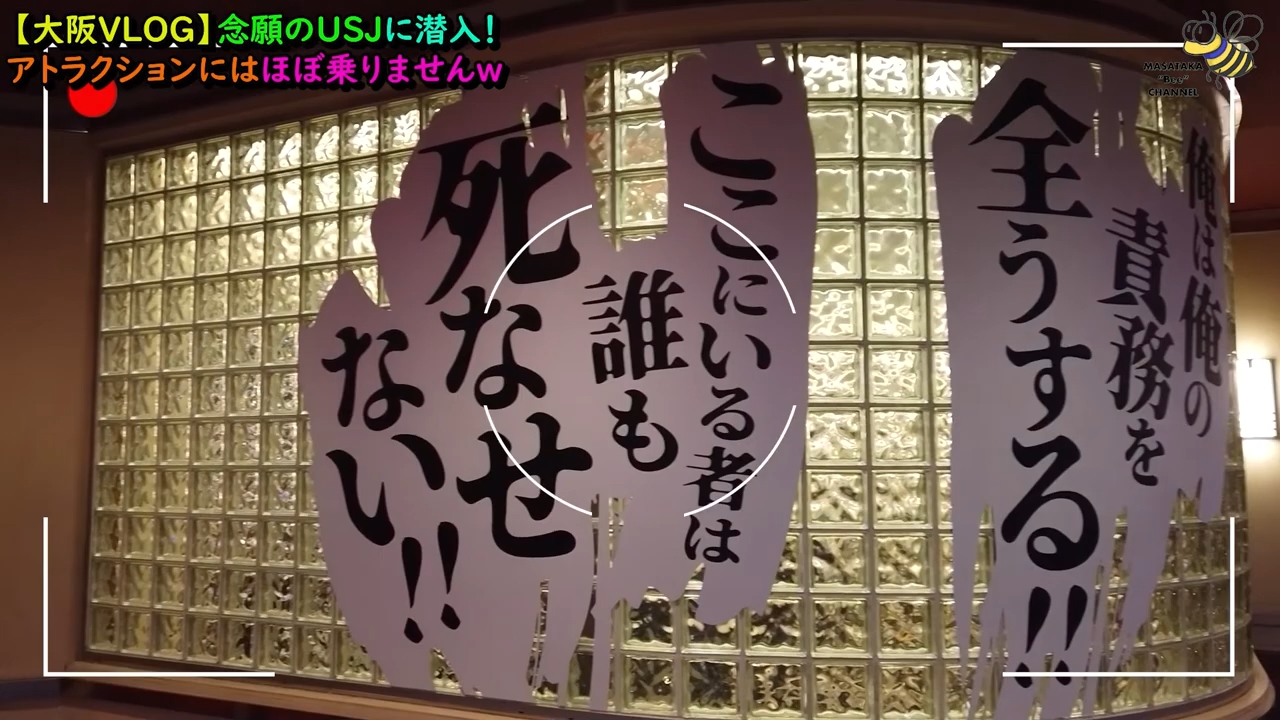 【大阪VLOG】念願のUSJに潜入!
アトラクションにはほぼ乗りませんw
MASATAKA
"Bee"
CHANNEL
俺は俺の
責務を
全うする!!
ここにいる者は
誰も
死なせ
ない!!